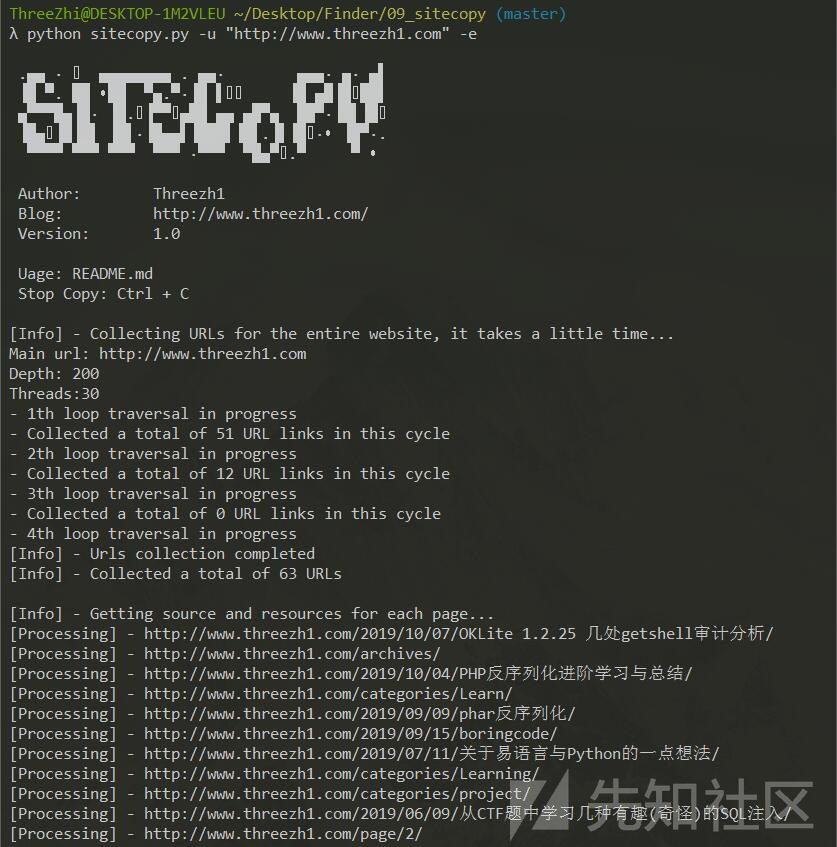 ThreeZhi@DESKTOP-1M2VLEU ~/Desktop/Finder/09_sitecopy (master)
λ python sitecopy.py -u "http://www.threezh1.com" -e
SiTECoPY
Author: Threezh1
Blog: http://www.threezh1.com/
Version: 1.0
Uage: README.md
Stop Copy: Ctrl + C
[Info] - Collecting URLs for the entire website, it takes a little time...
Main url: http://www.threezh1.com
Depth: 200
Threads:30
- 1th loop traversal in progress
- Collected a total of 51 URL links in this cycle
- 2th loop traversal in progress
- Collected a total of 12 URL links in this cycle
- 3th loop traversal in progress
- Collected a total of 0 URL links in this cycle
- 4th loop traversal in progress
[Info] - Urls collection completed
[Info] - Collected a total of 63 URLs
[Info] - Getting source and resources for each page...
[Processing] - http://www.threezh1.com/2019/10/07/OKLite 1.2.25 几处getshell审计分析/
[Processing] - http://www.threezh1.com/archives/
[Processing] - http://www.threezh1.com/2019/10/04/PHP反序列化进阶学习与总结/
[Processing] - http://www.threezh1.com/categories/Learn/
[Processing] - http://www.threezh1.com/2019/09/09/phar反序列化/
[Processing] - http://www.threezh1.com/2019/09/15/boringcode/
[Processing] - http://www.threezh1.com/2019/07/11/关于易语言与Python的一点想法/
[Processing] - http://www.threezh1.com/categories/Learning/
[Processing] - http://www.threezh1.com/categories/project/
[Processing] - http://www.threezh1.com/2019/06/09/从CTF题中学习几种有趣(奇怪)的SQL注入/
[Processing] - http://www.threezh1.com/page/2/
先知社区